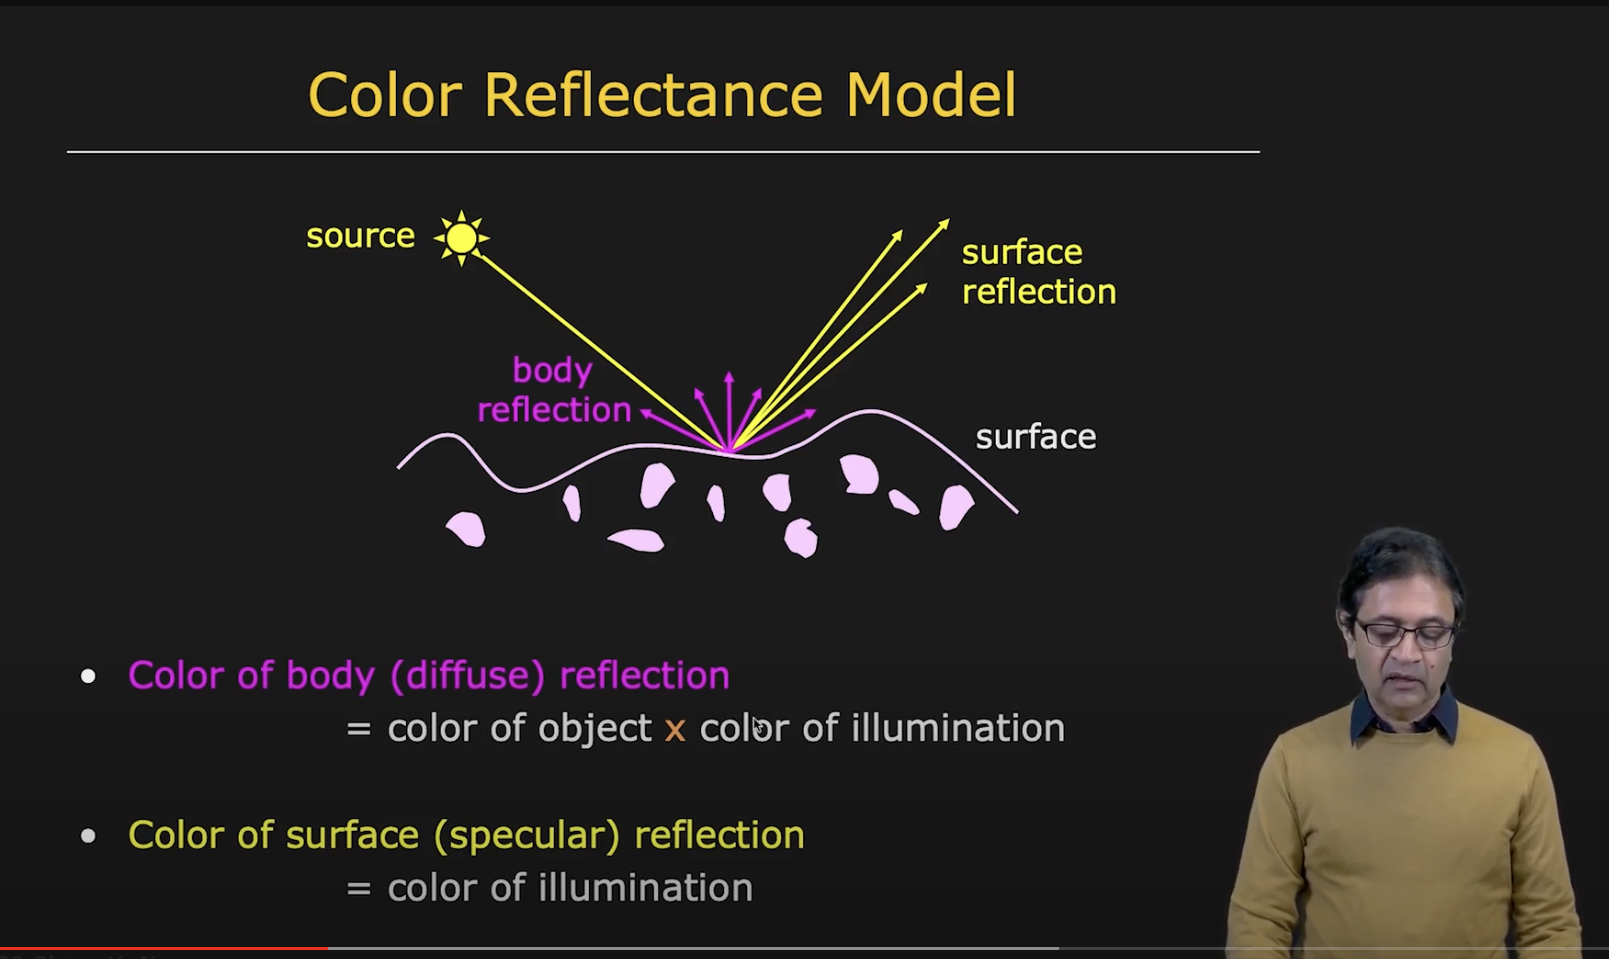 Color Reflectance Model
source
surface
reflection
body
reflection
surface
• Color of body (diffuse) reflection
= color of object x color of illumination
• Color of surface (specular) reflection
= color of illumination